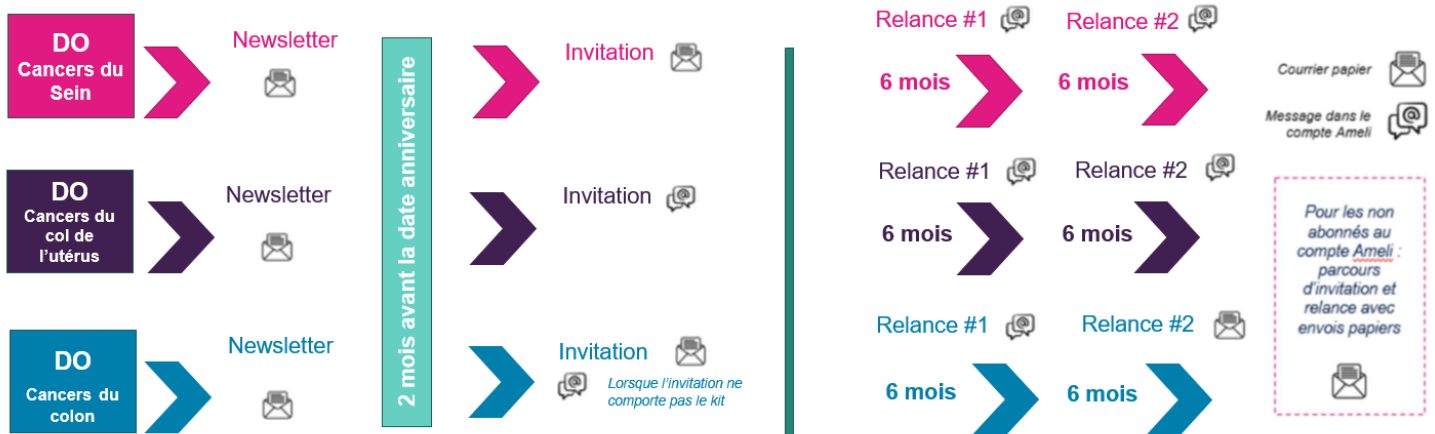 DO
Cancers du
Sein
Newsletter
2 mois avant la date anniversaire
Invitation
Relance #1
Relance #2
6 mois
6 mois
DO
Cancers du
col de
l'utérus
Newsletter
Invitation
Relance #1
Relance #2
6 mois
6 mois
DO
Cancers du
colon
Newsletter
Invitation
Lorsque l'invitation ne
comporte pas le kit
Relance #1
Relance #2
6 mois
6 mois
Courrier papier
Message dans le
compte Ameli
Pour les non
abonnés au
compte Ameli :
parcours
d'invitation et
relance avec
envois papiers